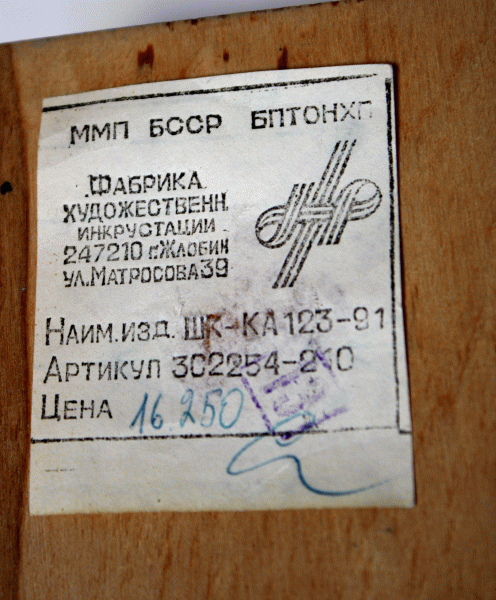 ММП БССР БПТОНХП
ФАБРИКА
ХУДОЖЕСТВЕНН.
ИНКРУСТАЦИИ
247210 г.ЖЛОБИН
УЛ.МАТРОСОВА 39
НАИМ.ИЗД. ШК-КА 123-91
АРТИКУЛ 302254-210
ЦЕНА 16.250